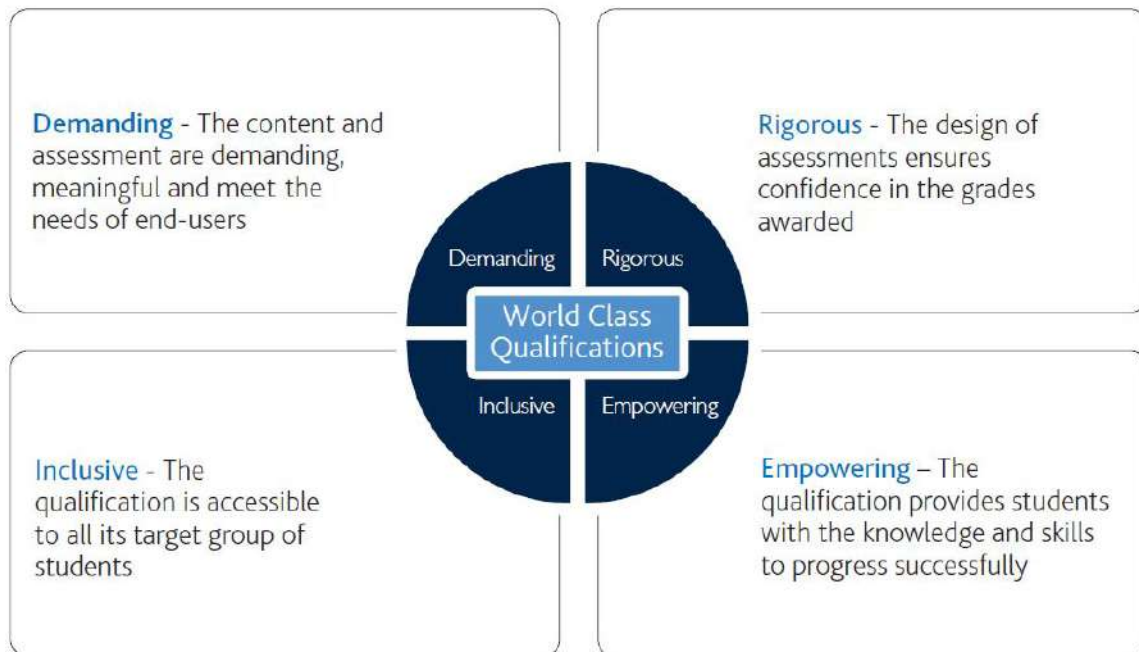 Demanding - The content and
assessment are demanding,
meaningful and meet the
needs of end-users
Rigorous - The design of
assessments ensures
confidence in the grades
awarded
Demanding
Rigorous
World Class
Qualifications
Inclusive
Empowering
Inclusive - The
qualification is accessible
to all its target group of
students
Empowering – The
qualification provides students
with the knowledge and skills
to progress successfully